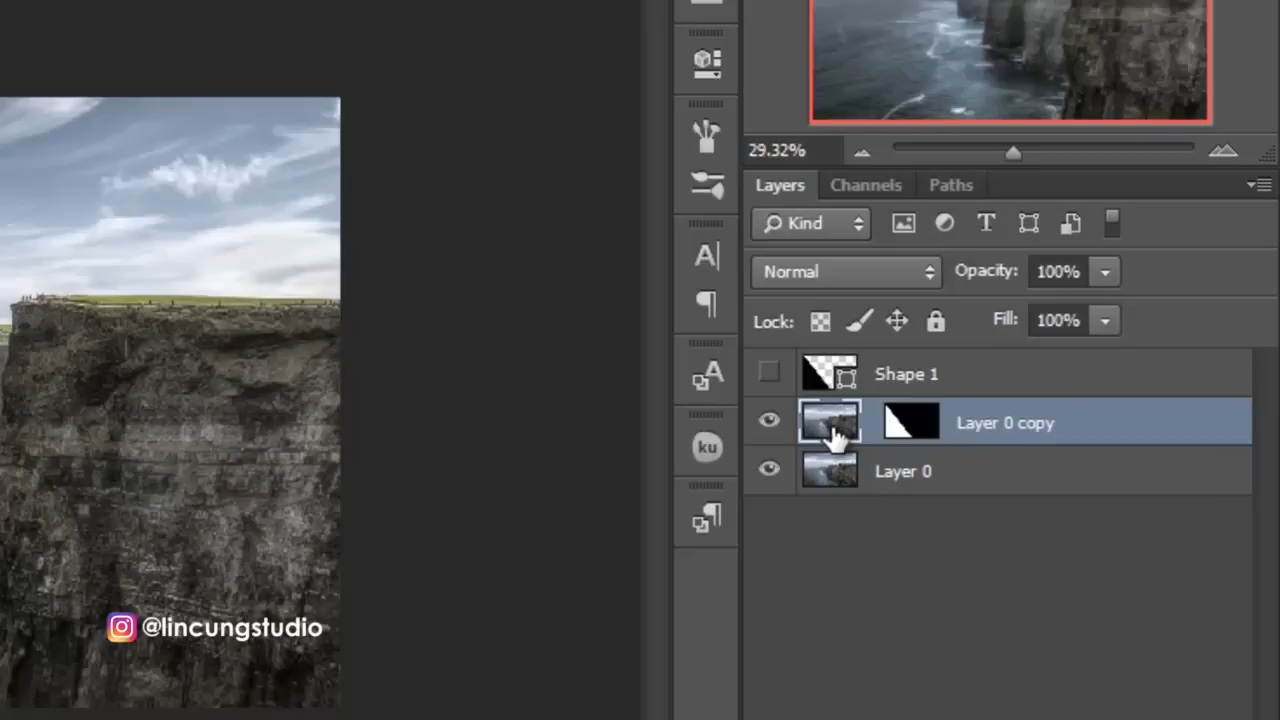 29.32%
Layers Channels Paths
Kind T
Normal Opacity: 100%
Lock: Fill: 100%
A
Shape 1
A
Layer 0 copy
ku
Layer 0
@lincungstudio